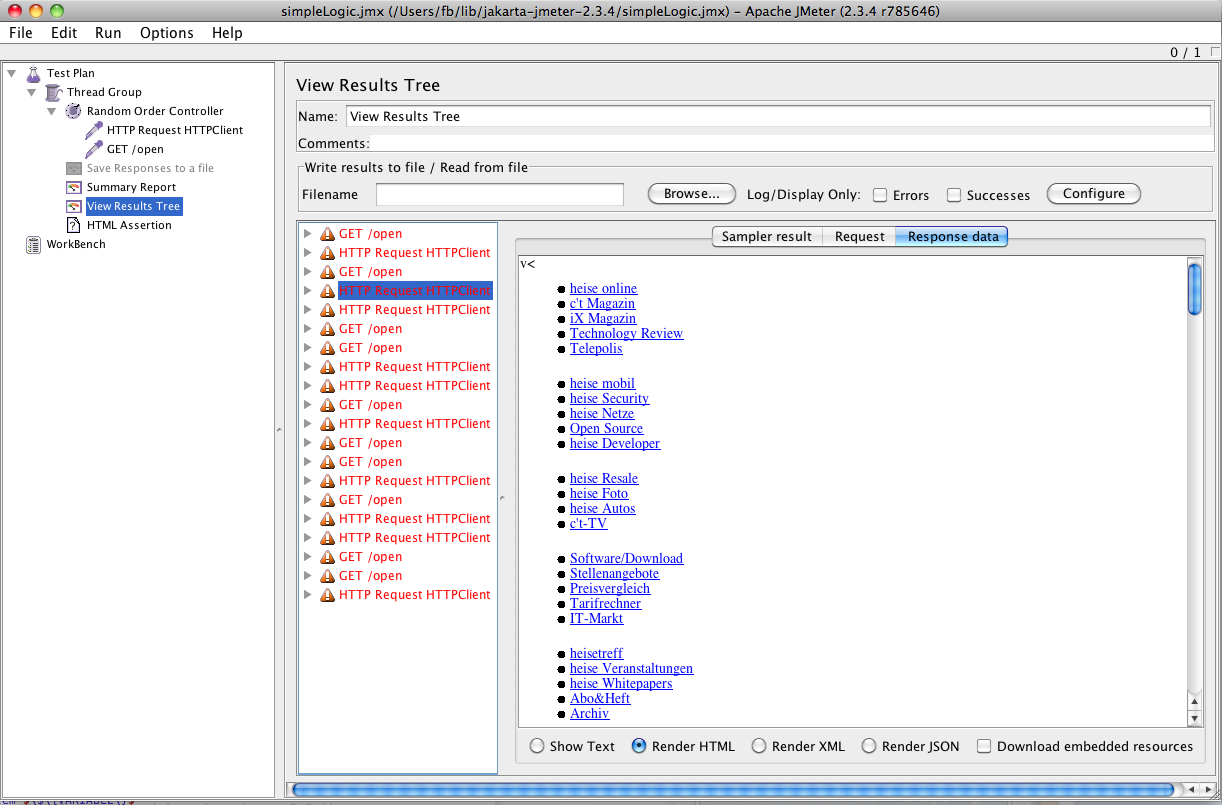 simpleLogic.jmx (/Users/fb/lib/jakarta-jmeter-2.3.4/simpleLogic.jmx) – Apache JMeter (2.3.4 r785646)
File Edit Run Options Help
0 / 1
Test Plan
Thread Group
Random Order Controller
HTTP Request HTTPClient
GET /open
Save Responses to a file
Summary Report
View Results Tree
HTML Assertion
WorkBench
View Results Tree
Name: View Results Tree
Comments:
Write results to file / Read from file
Filename Browse... Log/Display Only: Errors Successes Configure
GET /open
HTTP Request HTTPClient
GET /open
HTTP Request HTTPClient
HTTP Request HTTPClient
GET /open
GET /open
HTTP Request HTTPClient
HTTP Request HTTPClient
GET /open
HTTP Request HTTPClient
GET /open
GET /open
HTTP Request HTTPClient
GET /open
HTTP Request HTTPClient
HTTP Request HTTPClient
GET /open
GET /open
HTTP Request HTTPClient
Sampler result Request Response data
v<
heise online
c't Magazin
iX Magazin
Technology Review
Telepolis
heise mobil
heise Security
heise Netze
Open Source
heise Developer
heise Resale
heise Foto
heise Autos
c't-TV
Software/Download
Stellenangebote
Preisvergleich
Tarifrechner
IT-Markt
heisetreff
heise Veranstaltungen
heise Whitepapers
Abo&Heft
Archiv
Show Text Render HTML Render XML Render JSON Download embedded resources